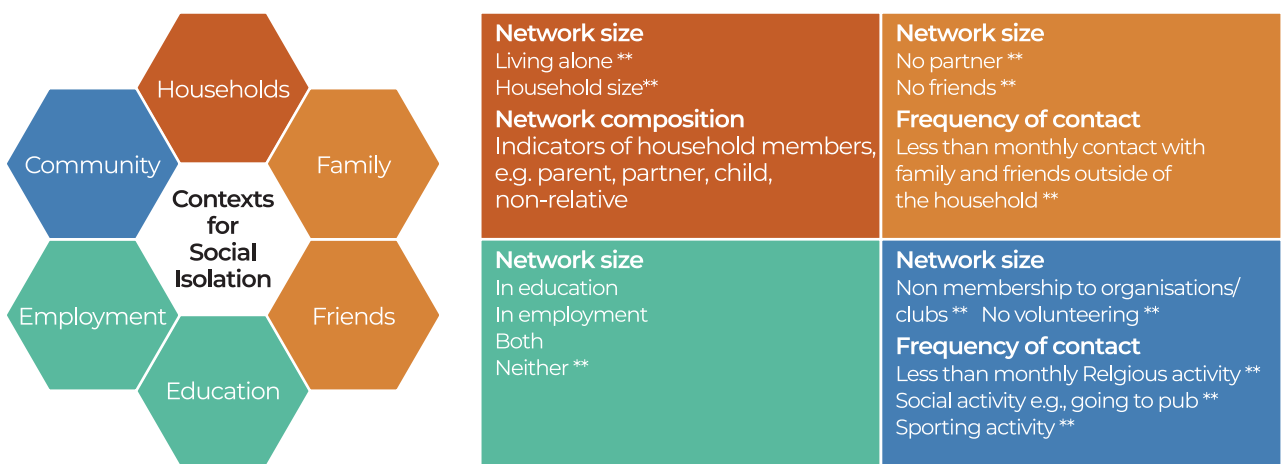 Households
Community
Family
Contexts
for
Social
Isolation
Employment
Friends
Education
Network size
Living alone **
Household size**
Network composition
Indicators of household members,
e.g. parent, partner, child,
non-relative
Network size
No partner **
No friends **
Frequency of contact
Less than monthly contact with
family and friends outside of
the household **
Network size
In education
In employment
Both
Neither **
Network size
Non membership to organisations/
clubs ** No volunteering **
Frequency of contact
Less than monthly Relgious activity **
Social activity e.g., going to pub **
Sporting activity **